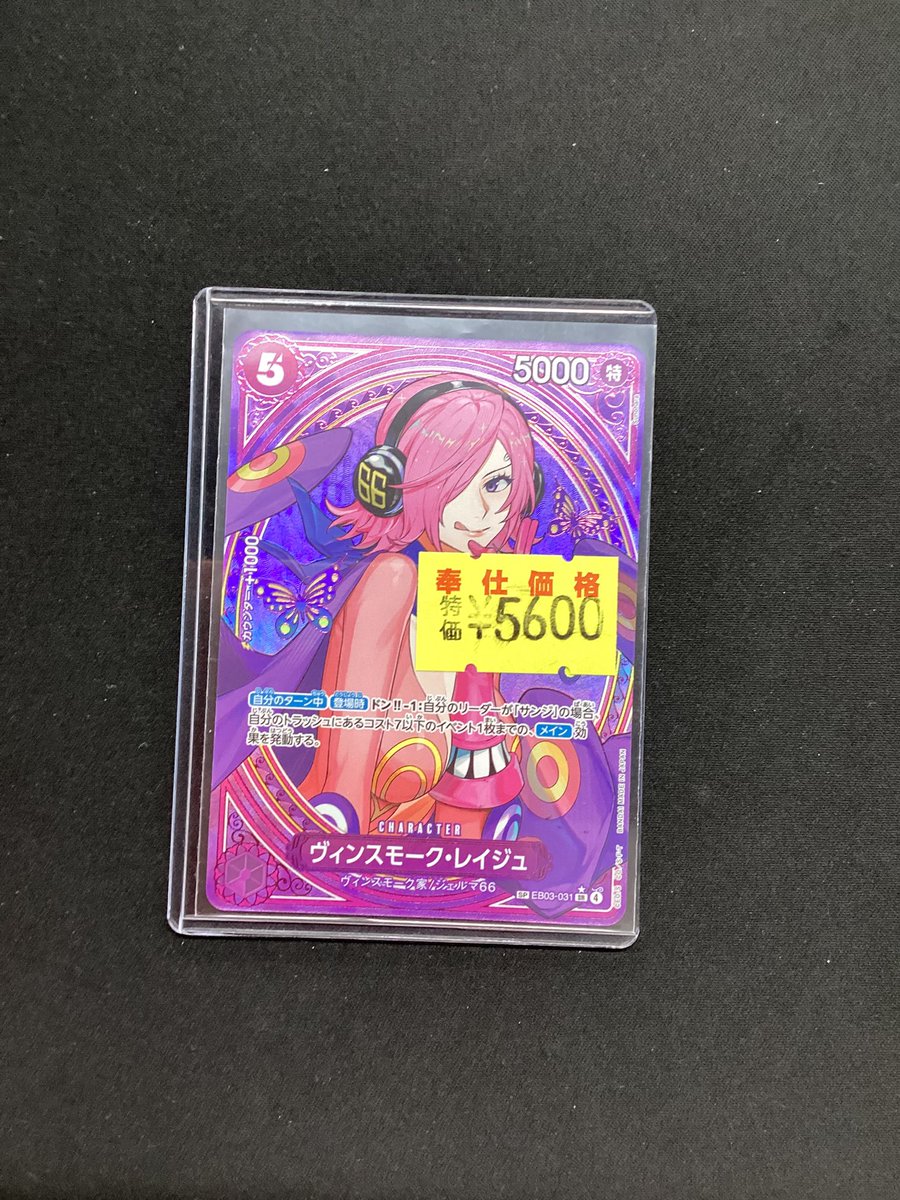 5
5000
特
66
カウンター+1000
奉仕価格
特価 ¥5600
自分のターン中 登場時 ドン!!-1:自分のリーダーが「サンジ」の場合、
自分のトラッシュにあるコスト7以下のイベント1枚までの、メイン効
果を発動する。
BANDAI MADE IN JAPAN
CHARACTER
ヴィンスモーク・レイジュ
ヴィンスモーク家/ジェルマ66
SP EB03-031 4